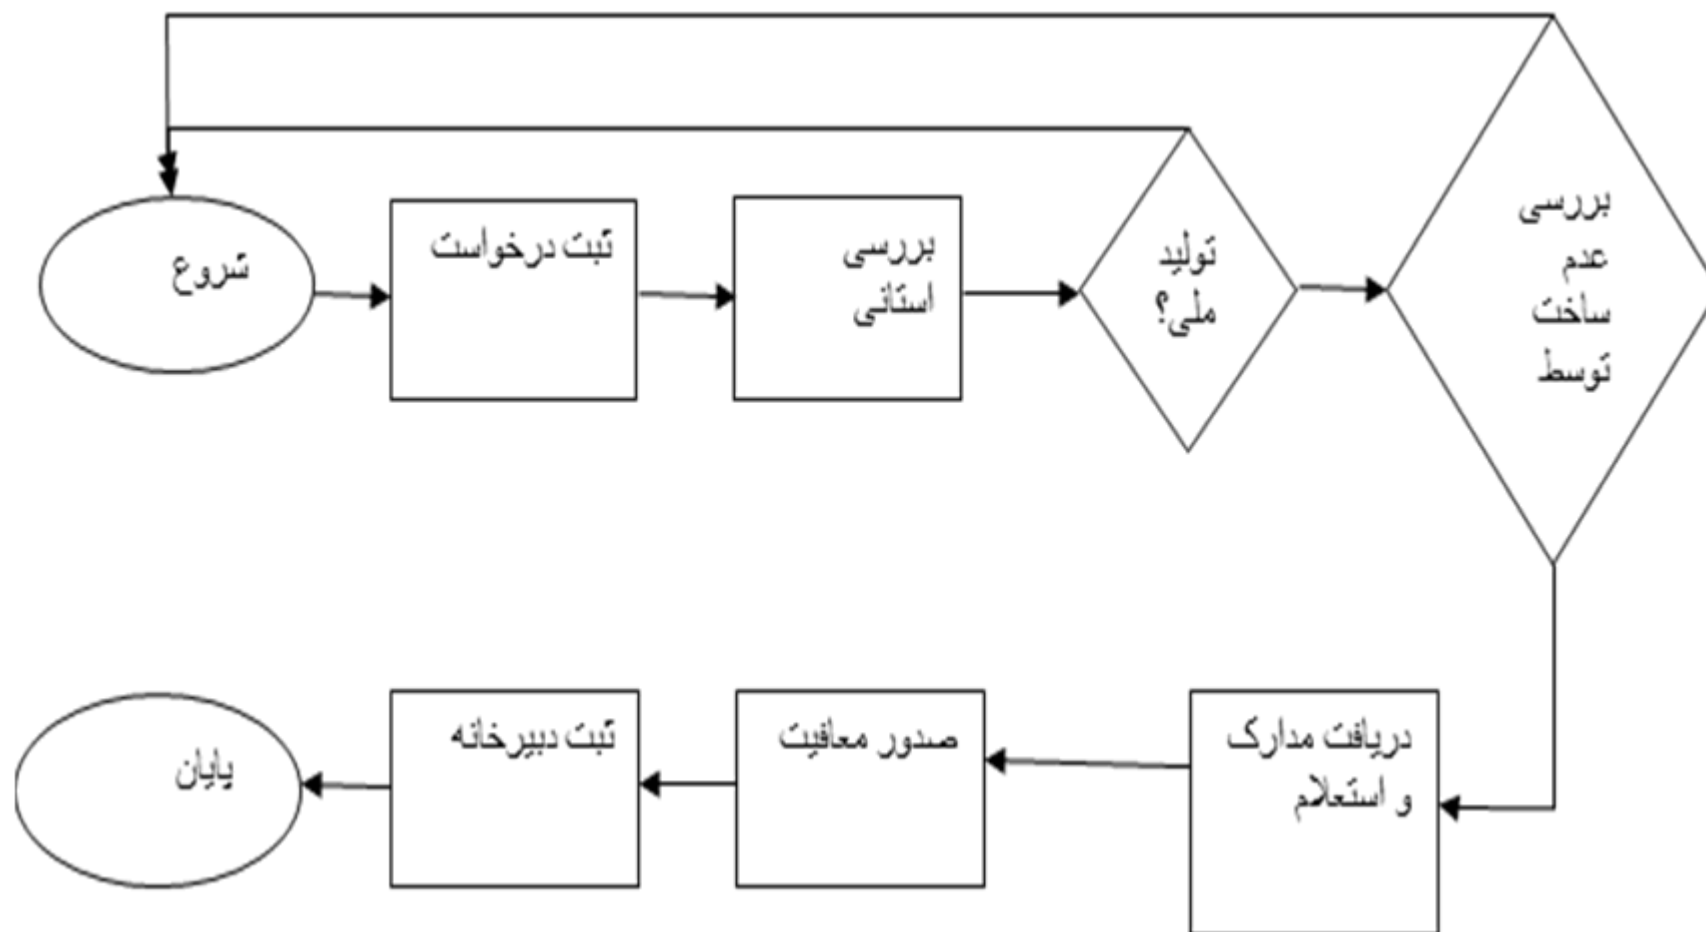 شروع
ثبت درخواست
بررسی
استانی
تولید
ملی؟
بررسی
عدم
ساخت
توسط
دریافت مدارک
و استعلام
صدور معافیت
ثبت دبیرخانه
پایان